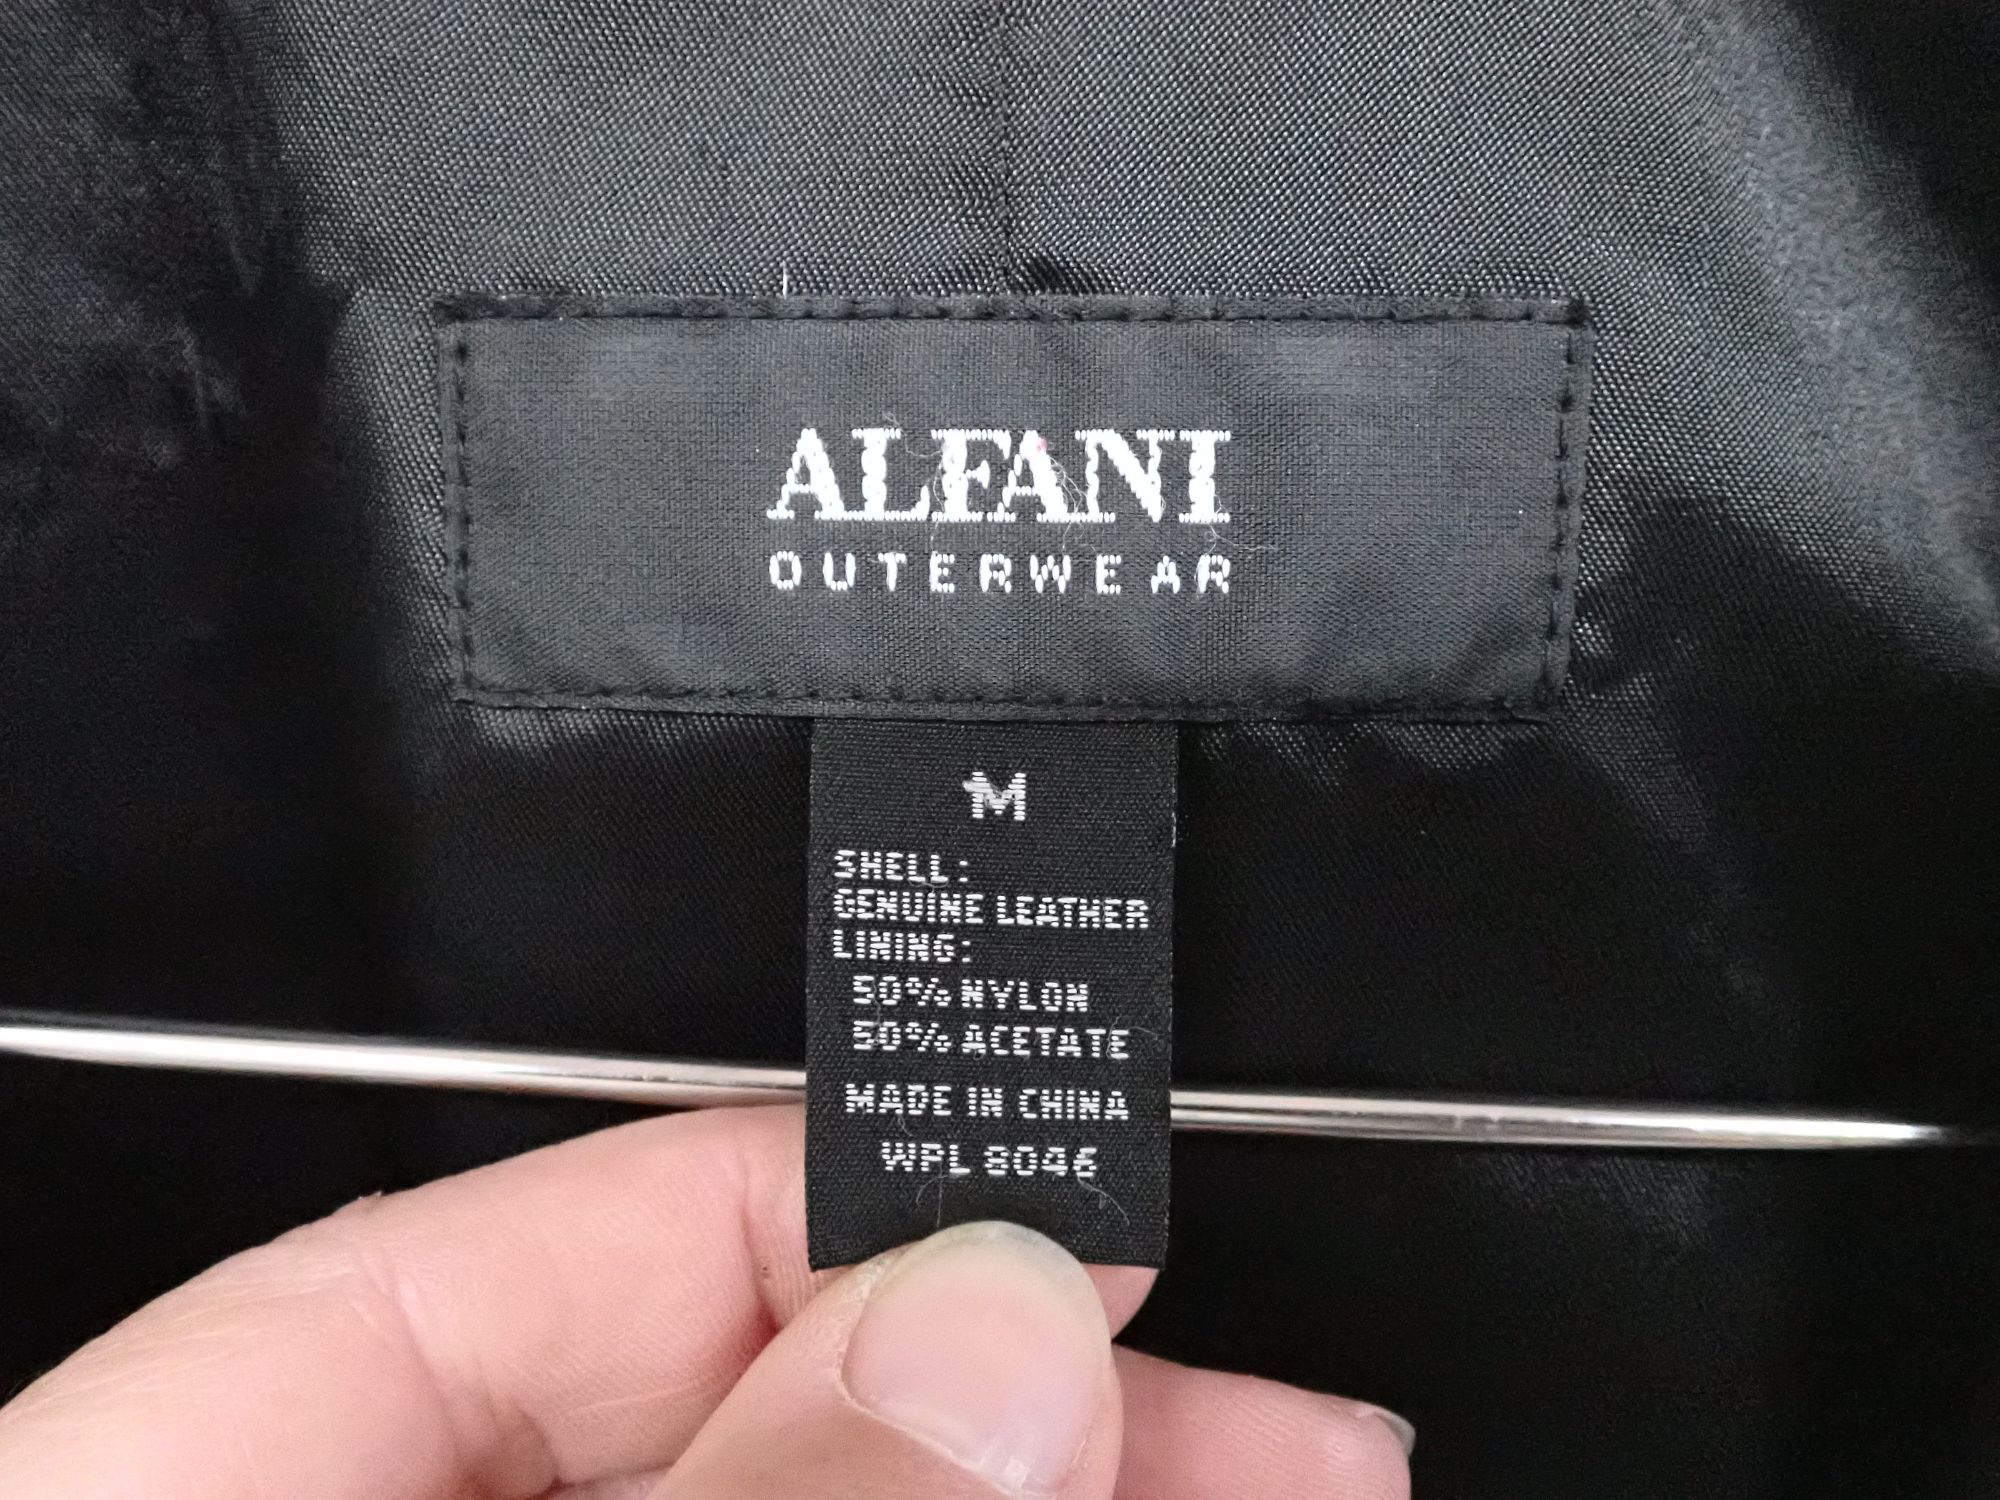 ALFANI
OUTERWEAR
M
SHELL:
GENUINE LEATHER
LINING:
50% NYLON
50% ACETATE
MADE IN CHINA
WPL 8046